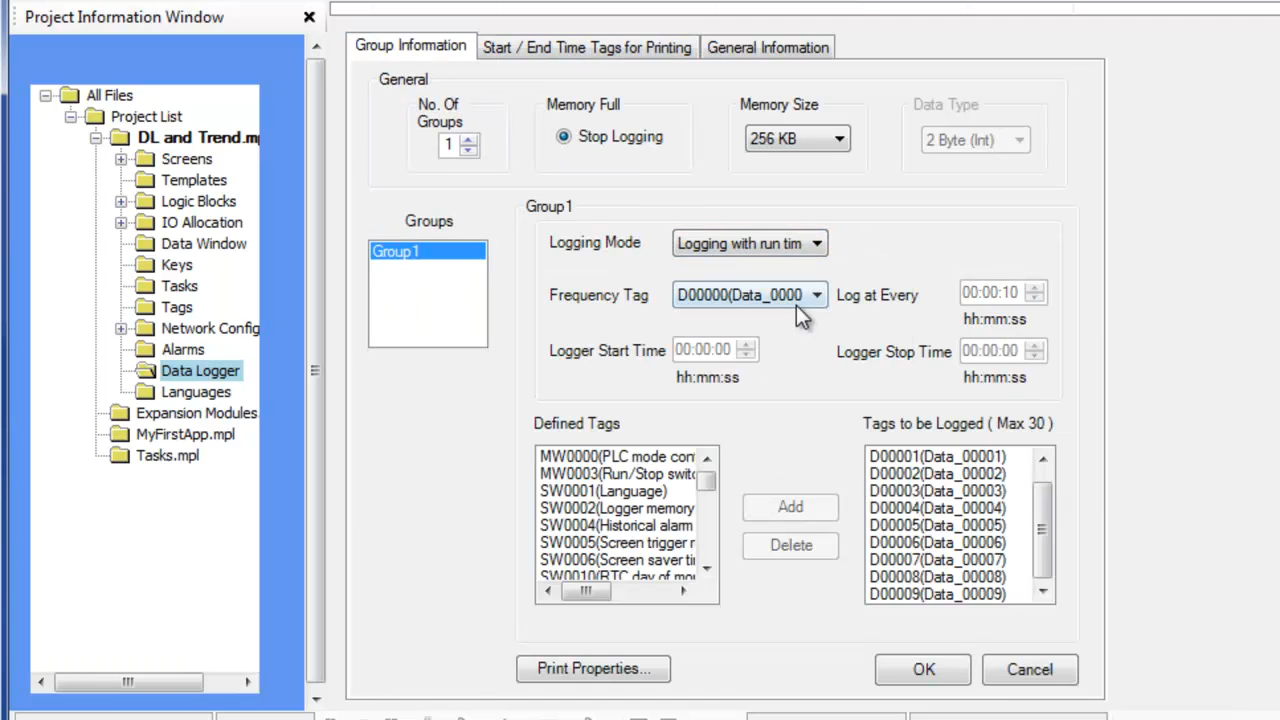 Project Information Window
All Files
Project List
DL and Trend.mp
Screens
Templates
Logic Blocks
IO Allocation
Data Window
Keys
Tasks
Tags
Network Config
Alarms
Data Logger
Languages
Expansion Modules
MyFirstApp.mpl
Tasks.mpl
Group Information
Start / End Time Tags for Printing
General Information
General
No. Of
Groups
1
Memory Full
Stop Logging
Memory Size
256 KB
Data Type
2 Byte (Int)
Groups
Group1
Group1
Logging Mode
Logging with run tim
Frequency Tag
D00000(Data_0000
Log at Every
00:00:10
hh:mm:ss
Logger Start Time
00:00:00
hh:mm:ss
Logger Stop Time
00:00:00
hh:mm:ss
Defined Tags
MW0000(PLC mode con
MW0003(Run/Stop switc
SW0001(Language)
SW0002(Logger memory
SW0004(Historical alarm
SW0005(Screen trigger r
SW0006(Screen saver ti
SW0010(RTC day of mo
Add
Delete
Tags to be Logged ( Max 30 )
D00001(Data_00001)
D00002(Data_00002)
D00003(Data_00003)
D00004(Data_00004)
D00005(Data_00005)
D00006(Data_00006)
D00007(Data_00007)
D00008(Data_00008)
D00009(Data_00009)
Print Properties...
OK
Cancel